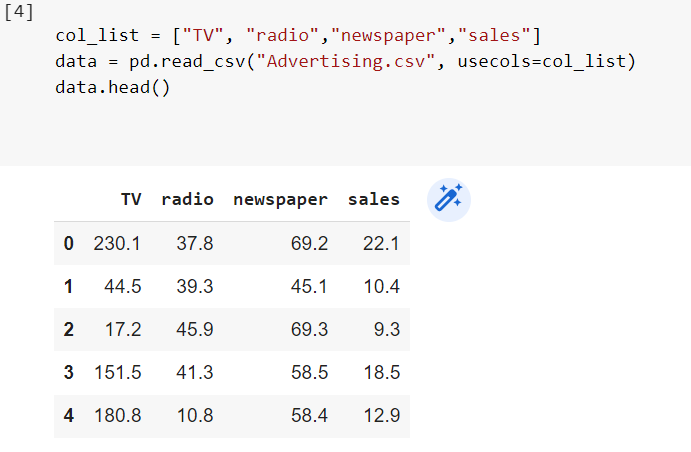 [4]
col_list = ["TV", "radio","newspaper","sales"]
data = pd.read_csv("Advertising.csv", usecols=col_list)
data.head()
TV radio newspaper sales
0 230.1 37.8 69.2 22.1
1 44.5 39.3 45.1 10.4
2 17.2 45.9 69.3 9.3
3 151.5 41.3 58.5 18.5
4 180.8 10.8 58.4 12.9